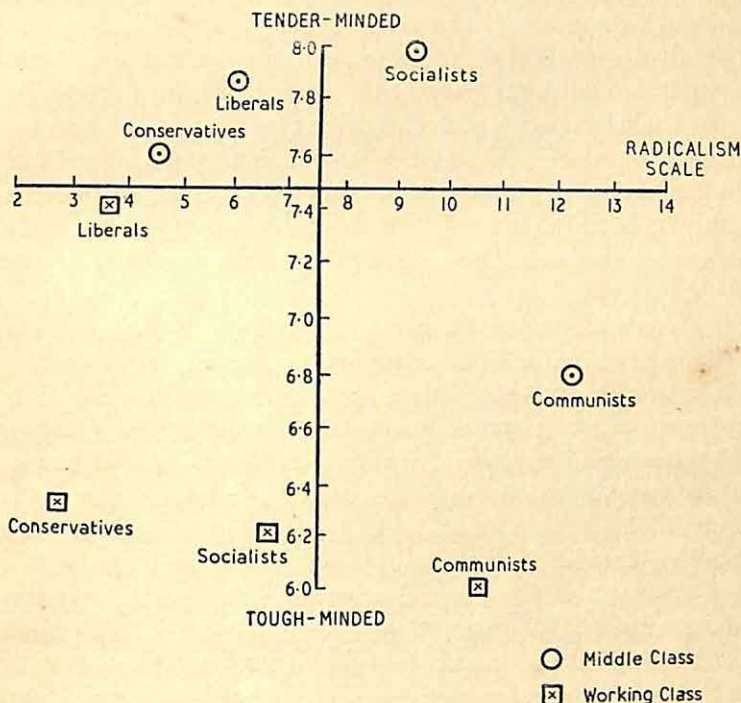 TENDER-MINDED
8·0
Socialists
Liberals
7·8
Conservatives
7·6
RADICALISM
SCALE
2 3 4 5 6 7 8 9 10 11 12 13 14
7·4
Liberals
7·2
7·0
6·8
Communists
6·6
6·4
Conservatives
6·2
Socialists
Communists
6·0
TOUGH-MINDED
Middle Class
Working Class